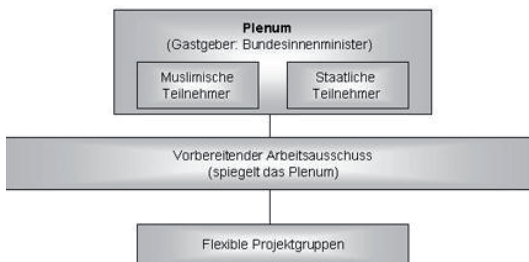 Plenum
(Gastgeber: Bundesinnenminister)
Muslimische
Teilnehmer
Staatliche
Teilnehmer
Vorbereitender Arbeitsausschuss
(spiegelt das Plenum)
Flexible Projektgruppen